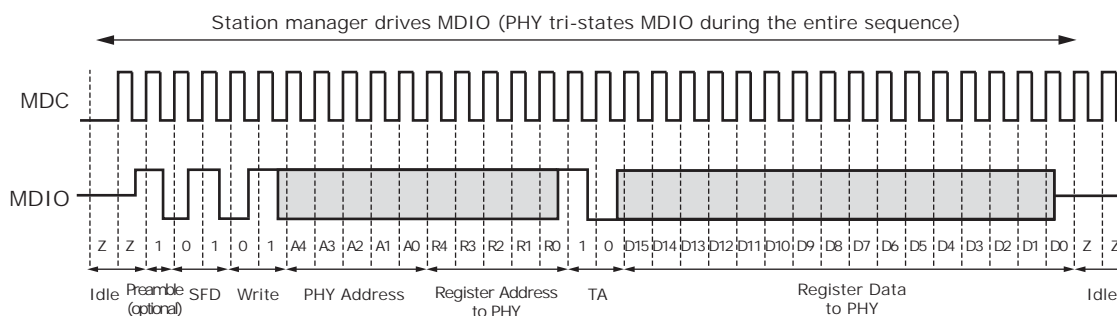 Station manager drives MDIO (PHY tri-states MDIO during the entire sequence)
MDC
MDIO
Z Z 1 0 1 0 1 A4 A3 A2 A1 A0 R4 R3 R2 R1 R0 1 0 D15 D14 D13 D12 D11 D10 D9 D8 D7 D6 D5 D4 D3 D2 D1 D0 Z Z
Idle Preamble (optional) SFD Write PHY Address Register Address to PHY TA Register Data to PHY Idle